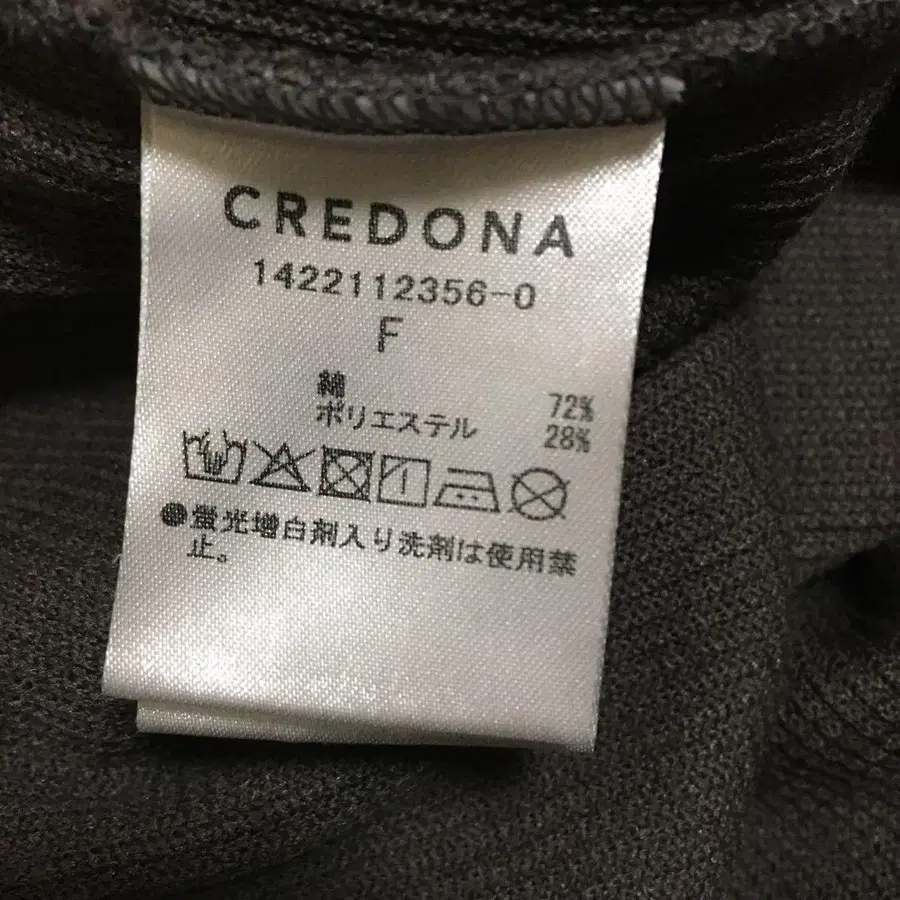 CREDONA
1422112356-0
F
綿 72%
ポリエステル 28%
●蛍光増白剤入り洗剤は使用禁
止。